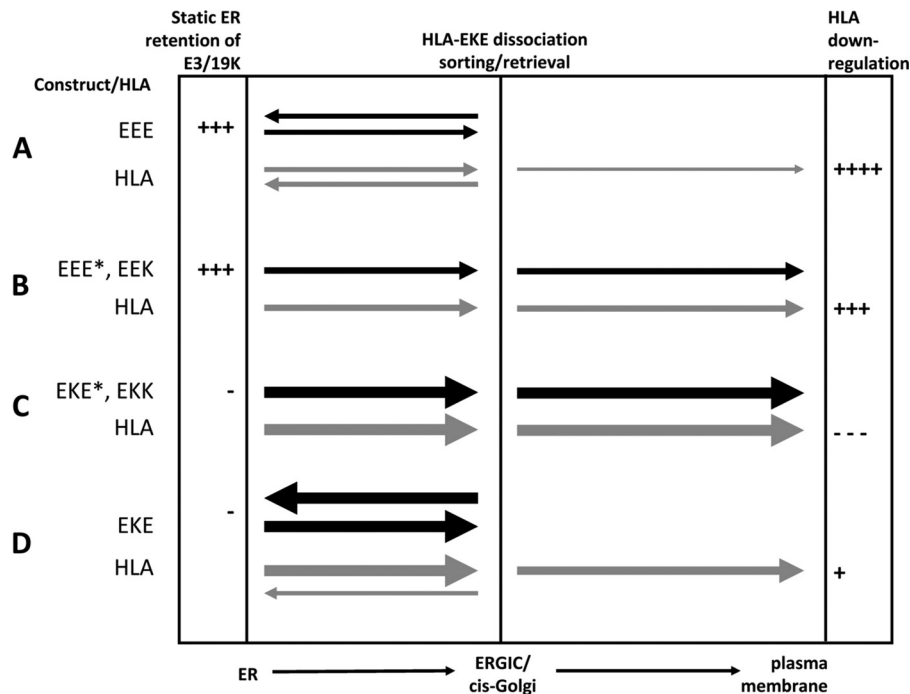 Static ER
retention of
E3/19K
HLA-EKE dissociation
sorting/retrieval
HLA
down-
regulation
Construct/HLA
A
EEE
+++
HLA
++++
B
EEE*, EEK
+++
HLA
+++
C
EKE*, EKK
-
HLA
- - -
D
-
EKE
HLA
+
ER
ERGIC/
cis-Golgi
plasma
membrane